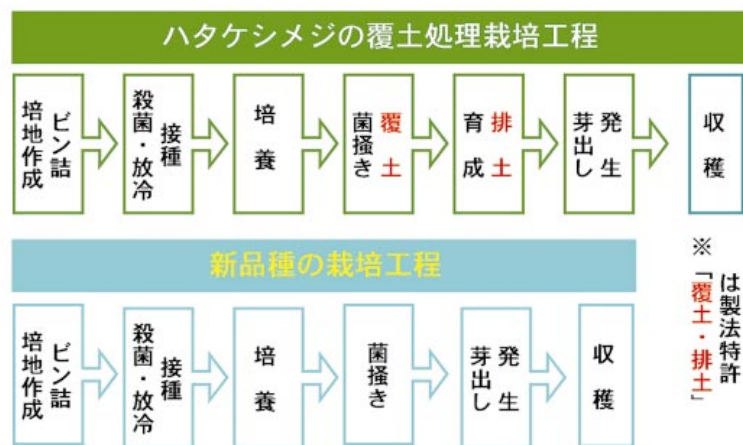 ハタケシメジの覆土処理栽培工程
ビン詰
培地作成
接種
殺菌・放冷
培養
覆土
菌掻き
排土
育成
発生
芽出し
収穫
新品種の栽培工程
ビン詰
培地作成
接種
殺菌・放冷
培養
菌掻き
発生
芽出し
収穫
は製法特許
※「覆土・排土」